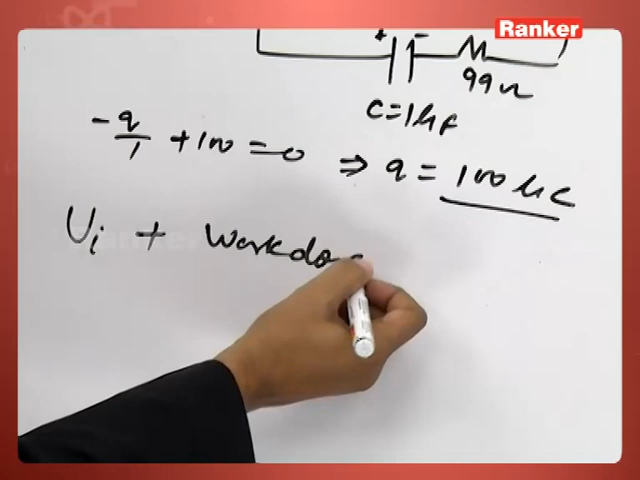 Ranker
+ -
99Ω
C=1μF
-q/1 +100 = 0 ⇒ q = 100 μC
Ui + Workdo